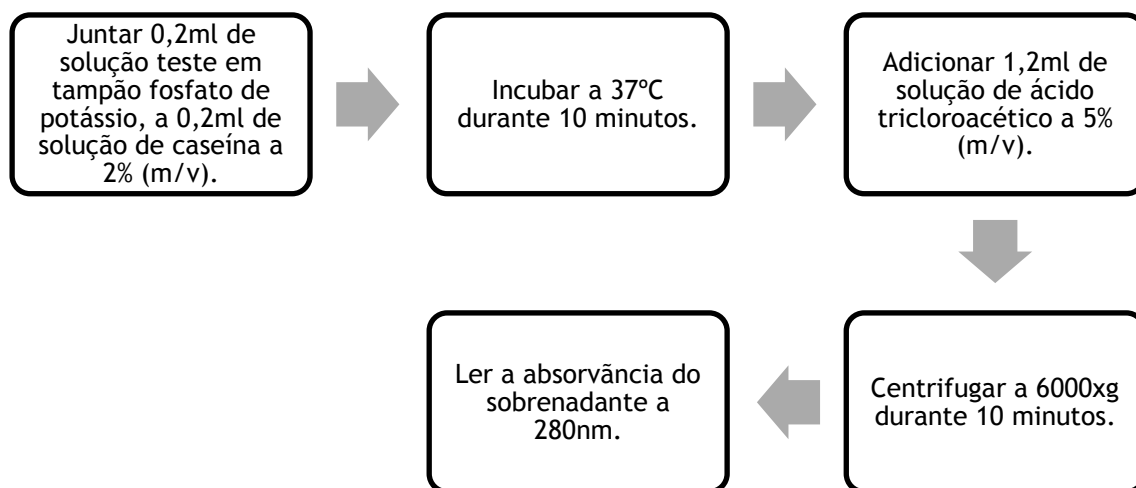 Juntar 0,2ml de
solução teste em
tampão fosfato de
potássio, a 0,2ml de
solução de caseína a
2% (m/v).
Incubar a 37ºC
durante 10 minutos.
Adicionar 1,2ml de
solução de ácido
tricloroacético a 5%
(m/v).
Centrifugar a 6000xg
durante 10 minutos.
Ler a absorvância do
sobrenadante a
280nm.